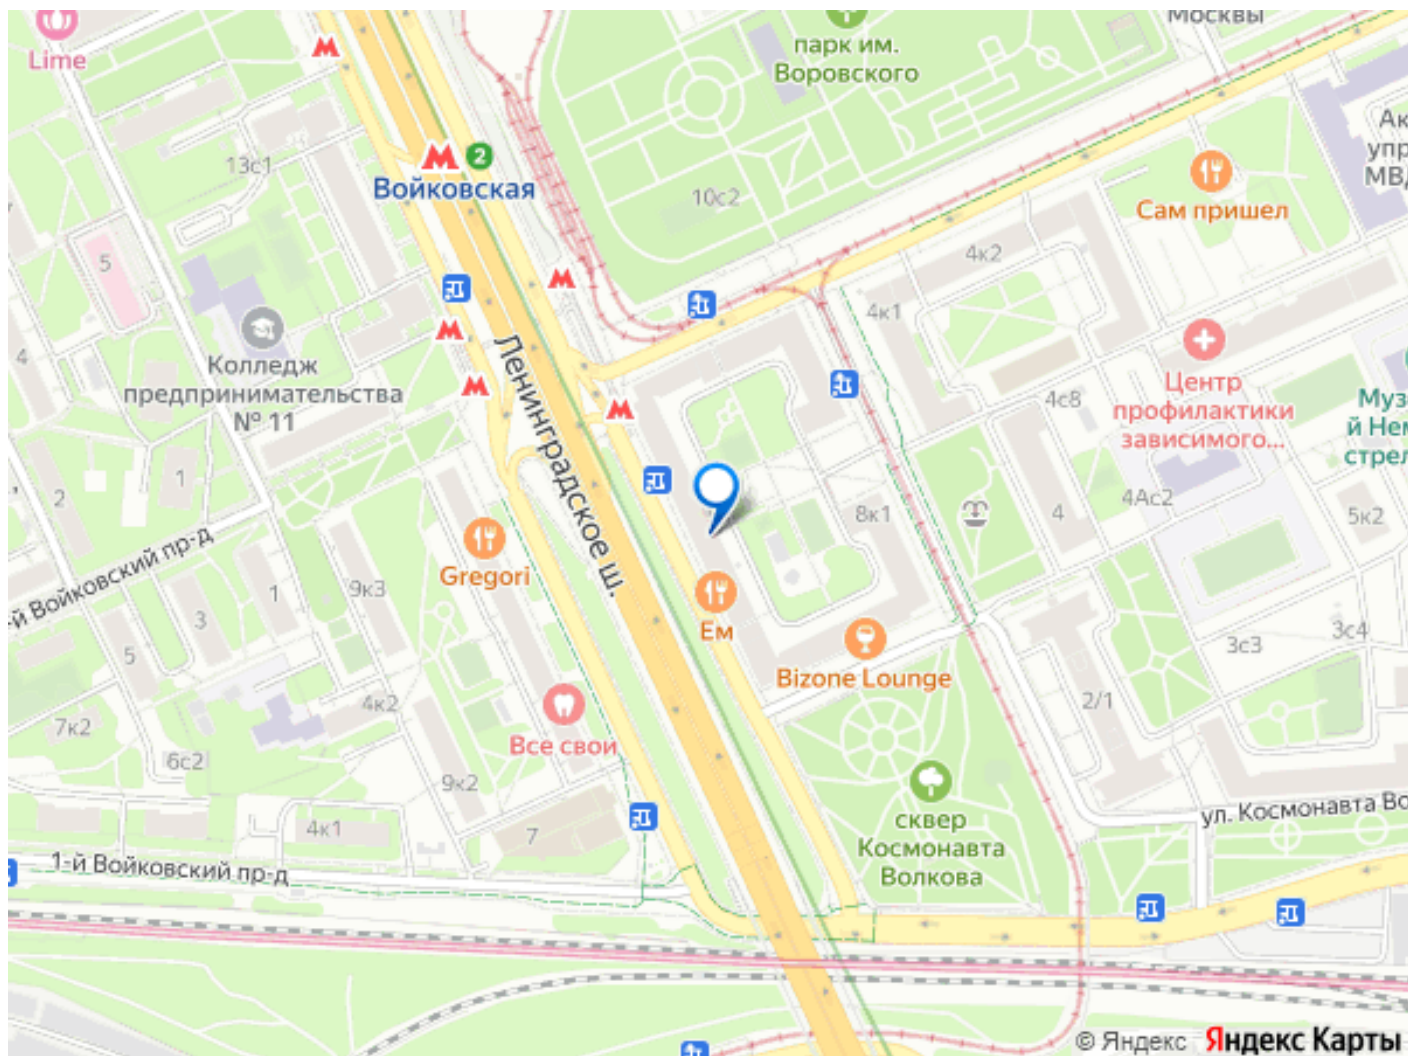 Москвы
Lime
парк им.
Воровского
2
Войковская
13с1
10с2
Сам пришел
5
4к2
4к1
4
Колледж
предпринимательства
№ 11
Ленинградское ш.
Центр
профилактики
зависимого...
4с8
2
1
8к1
4
4Ас2
5к2
Gregori
Войковский пр-д
1
9к3
3
Ем
Bizone Lounge
3с3
3с4
5
7к2
4к2
Все свои
2/1
6с2
9к2
4к1
7
сквер
Космонавта
Волкова
ул. Космонавта
1-й Войковский пр-д
© Яндекс Яндекс Карты